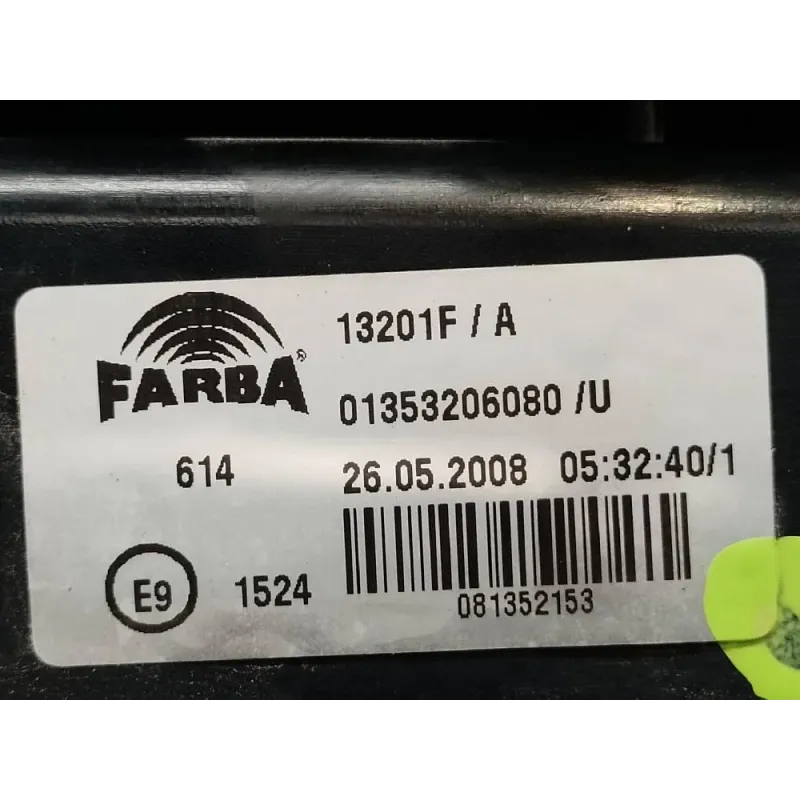 13201F / A
FARBA®
01353206080 /U
614
26.05.2008 05:32:40/1
E9
1524
081352153